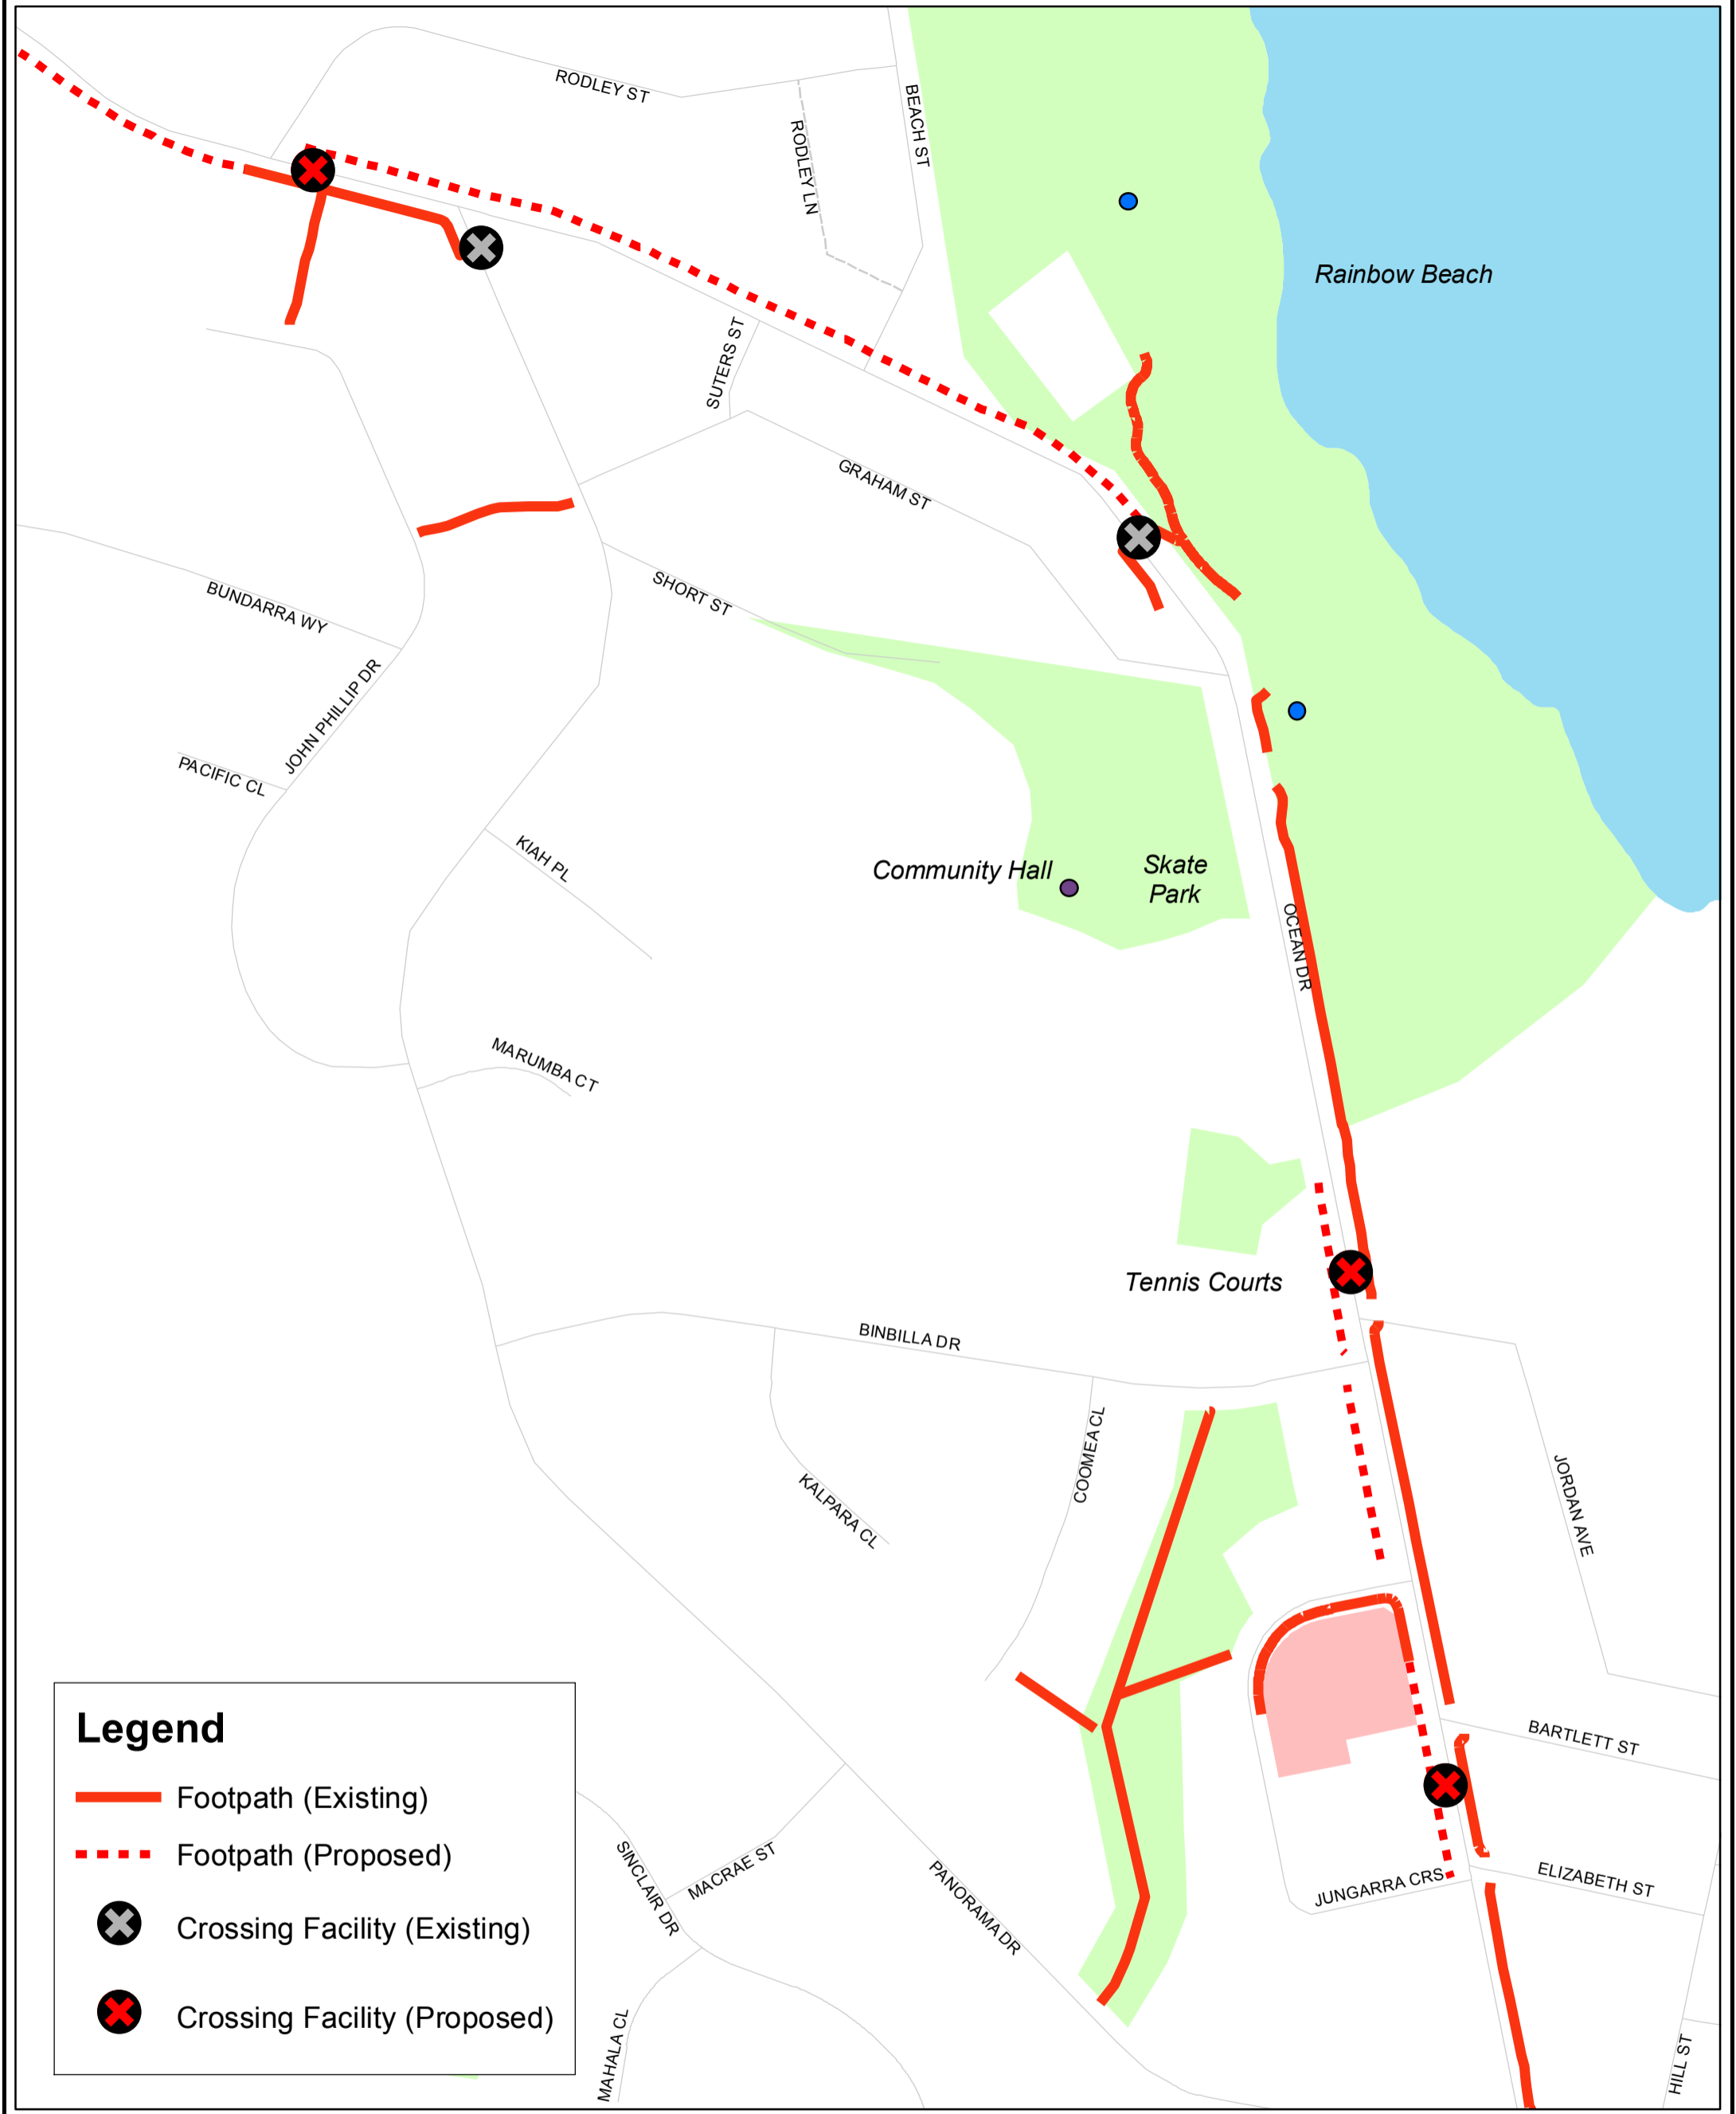 RODLEY ST
RODLEY LN
BEACH ST
Rainbow Beach
SUTERS ST
GRAHAM ST
SHORT ST
BUNDARRA WY
JOHN PHILLIP DR
PACIFIC CL
KIAH PL
Community Hall
Skate
Park
OCEAN DR
MARUMBA CT
Tennis Courts
BINBILLA DR
COOMEA CL
KALPARA CL
JORDAN AVE
BARTLETT ST
ELIZABETH ST
JUNGARRA CRS
PANORAMA DR
MACRAE ST
SINCLAIR DR
MAHALA CL
HILL ST
Legend
Footpath (Existing)
Footpath (Proposed)
Crossing Facility (Existing)
Crossing Facility (Proposed)